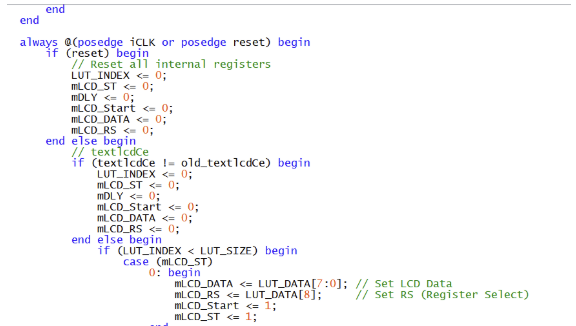 end
end
always @(posedge iCLK or posedge reset) begin
if (reset) begin
// Reset all internal registers
LUT_INDEX <= 0;
mLCD_ST <= 0;
mDLY <= 0;
mLCD_Start <= 0;
mLCD_DATA <= 0;
mLCD_RS <= 0;
end else begin
// textlcdCe
if (textlcdCe != old_textlcdCe) begin
LUT_INDEX <= 0;
mLCD_ST <= 0;
mDLY <= 0;
mLCD_Start <= 0;
mLCD_DATA <= 0;
mLCD_RS <= 0;
end else begin
if (LUT_INDEX < LUT_SIZE) begin
case (mLCD_ST)
0: begin
mLCD_DATA <= LUT_DATA[7:0]; // Set LCD Data
mLCD_RS <= LUT_DATA[8]; // Set RS (Register Select)
mLCD_Start <= 1;
mLCD_ST <= 1;